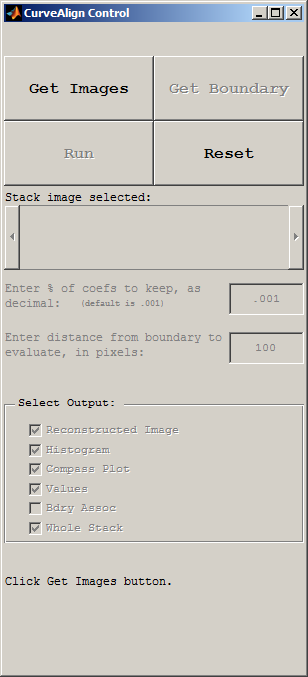 CurveAlign Control
Get Images
Get Boundary
Run
Reset
Stack image selected:
Enter % of coefs to keep, as
decimal: (default is .001)
.001
Enter distance from boundary to
evaluate, in pixels:
100
Select Output:
Reconstructed Image
Histogram
Compass Plot
Values
Bdry Assoc
Whole Stack
Click Get Images button.